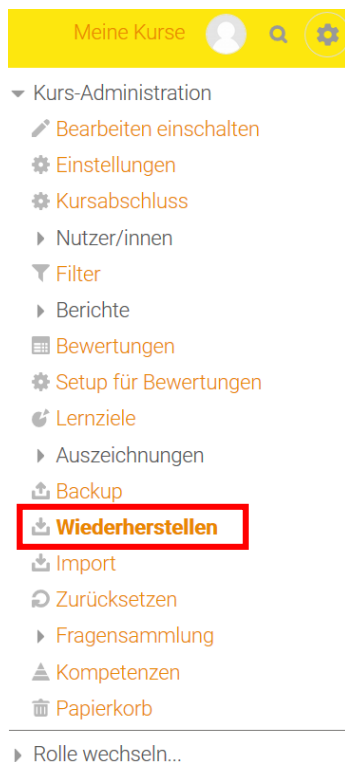 Meine Kurse
Kurs-Administration
Bearbeiten einschalten
Einstellungen
Kursabschluss
Nutzer/innen
Filter
Berichte
Bewertungen
Setup für Bewertungen
Lernziele
Auszeichnungen
Backup
Wiederherstellen
Import
Zurücksetzen
Fragensammlung
Kompetenzen
Papierkorb
Rolle wechseln...